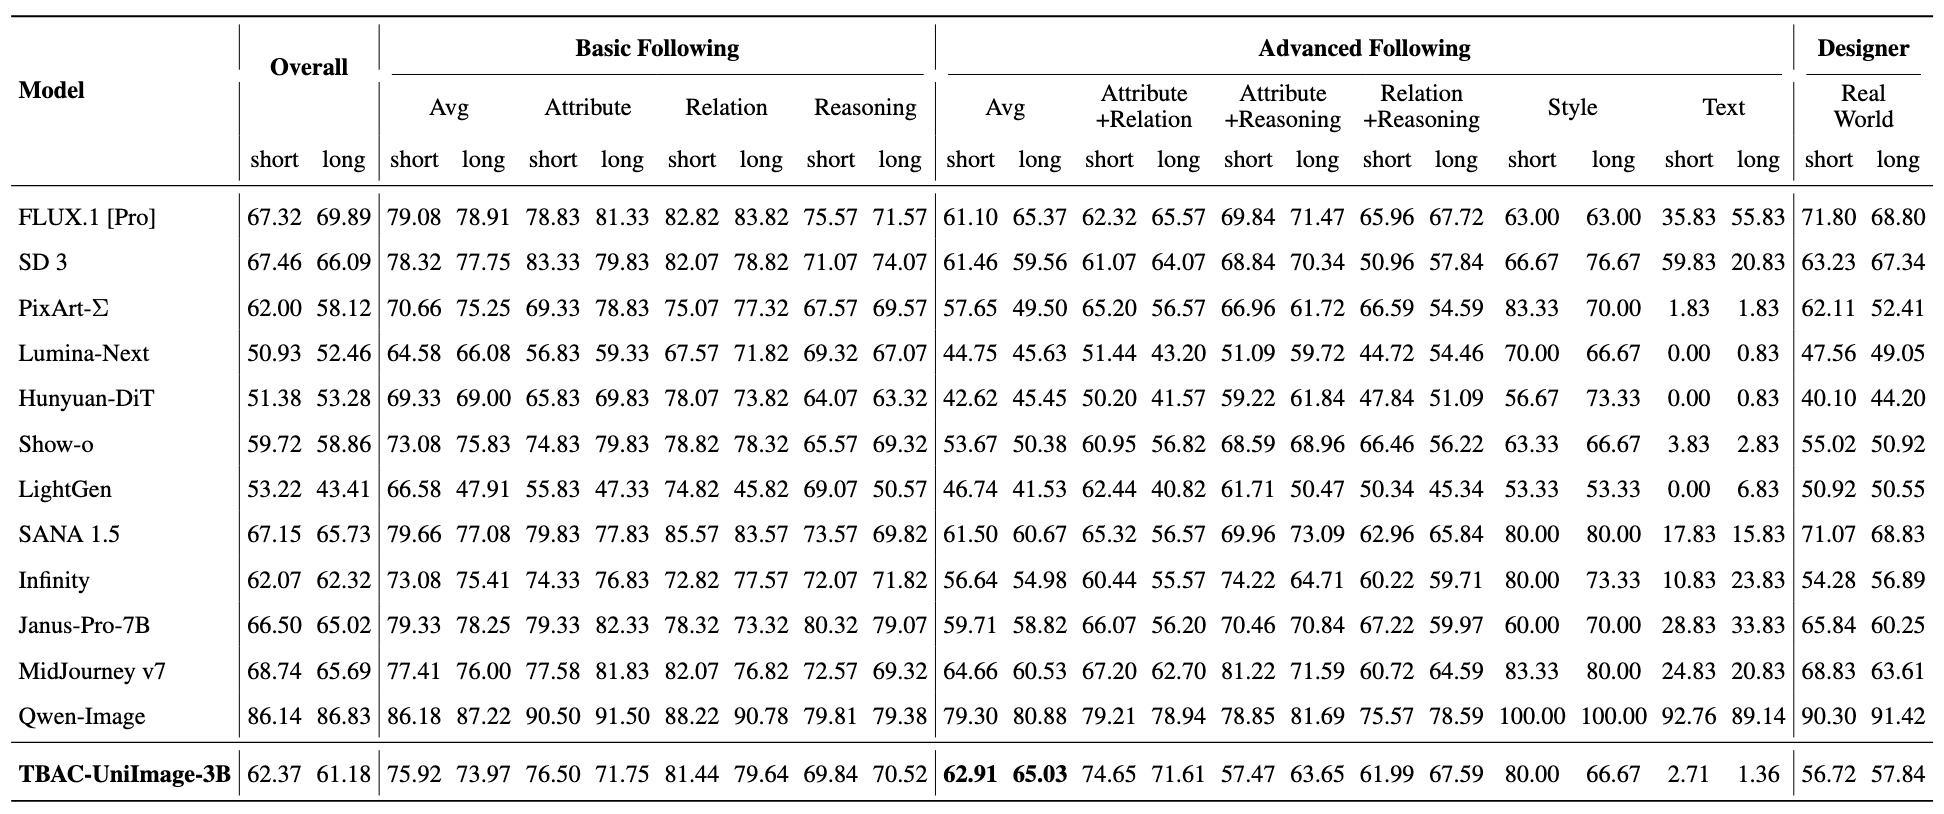 Model Overall Basic Following Advanced Following Designer
Avg Attribute Relation Reasoning Avg Attribute +Relation Attribute +Reasoning Relation +Reasoning Style Text Real World
short long short long short long short long short long short long short long short long short long short long short long short long
FLUX.1 [Pro] 67.32 69.89 79.08 78.91 78.83 81.33 82.82 83.82 75.57 71.57 61.10 65.37 62.32 65.57 69.84 71.47 65.96 67.72 63.00 63.00 35.83 55.83 71.80 68.80
SD 3 67.46 66.09 78.32 77.75 83.33 79.83 82.07 78.82 71.07 74.07 61.46 59.56 61.07 64.07 68.84 70.34 50.96 57.84 66.67 76.67 59.83 20.83 63.23 67.34
PixArt-Σ 62.00 58.12 70.66 75.25 69.33 78.83 75.07 77.32 67.57 69.57 57.65 49.50 65.20 56.57 66.96 61.72 66.59 54.59 83.33 70.00 1.83 1.83 62.11 52.41
Lumina-Next 50.93 52.46 64.58 66.08 56.83 59.33 67.57 71.82 69.32 67.07 44.75 45.63 51.44 43.20 51.09 59.72 44.72 54.46 70.00 66.67 0.00 0.83 47.56 49.05
Hunyuan-DiT 51.38 53.28 69.33 69.00 65.83 69.83 78.07 73.82 64.07 63.32 42.62 45.45 50.20 41.57 59.22 61.84 47.84 51.09 56.67 73.33 0.00 0.83 40.10 44.20
Show-o 59.72 58.86 73.08 75.83 74.83 79.83 78.82 78.32 65.57 69.32 53.67 50.38 60.95 56.82 68.59 68.96 66.46 56.22 63.33 66.67 3.83 2.83 55.02 50.92
LightGen 53.22 43.41 66.58 47.91 55.83 47.33 74.82 45.82 69.07 50.57 46.74 41.53 62.44 40.82 61.71 50.47 50.34 45.34 53.33 53.33 0.00 6.83 50.92 50.55
SANA 1.5 67.15 65.73 79.66 77.08 79.83 77.83 85.57 83.57 73.57 69.82 61.50 60.67 65.32 56.57 69.96 73.09 62.96 65.84 80.00 80.00 17.83 15.83 71.07 68.83
Infinity 62.07 62.32 73.08 75.41 74.33 76.83 72.82 77.57 72.07 71.82 56.64 54.98 60.44 55.57 74.22 64.71 60.22 59.71 80.00 73.33 10.83 23.83 54.28 56.89
Janus-Pro-7B 66.50 65.02 79.33 78.25 79.33 82.33 78.32 73.32 80.32 79.07 59.71 58.82 66.07 56.20 70.46 70.84 67.22 59.97 60.00 70.00 28.83 33.83 65.84 60.25
MidJourney v7 68.74 65.69 77.41 76.00 77.58 81.83 82.07 76.82 72.57 69.32 64.66 60.53 67.20 62.70 81.22 71.59 60.72 64.59 83.33 80.00 24.83 20.83 68.83 63.61
Qwen-Image 86.14 86.83 86.18 87.22 90.50 91.50 88.22 90.78 79.81 79.38 79.30 80.88 79.21 78.94 78.85 81.69 75.57 78.59 100.00 100.00 92.76 89.14 90.30 91.42
TBAC-UniImage-3B 62.37 61.18 75.92 73.97 76.50 71.75 81.44 79.64 69.84 70.52 62.91 65.03 74.65 71.61 57.47 63.65 61.99 67.59 80.00 66.67 2.71 1.36 56.72 57.84